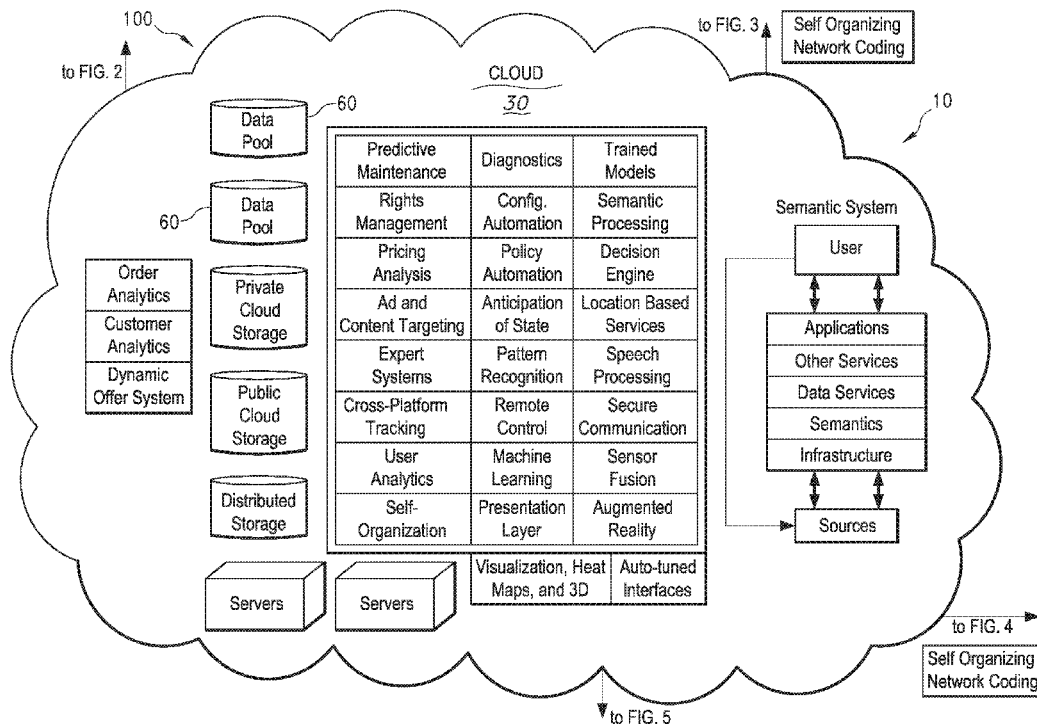 100
to FIG. 2
to FIG. 3
Self Organizing
Network Coding
CLOUD
30
10
60
Data
Pool
60
Data
Pool
Private
Cloud
Storage
Public
Cloud
Storage
Distributed
Storage
Order
Analytics
Customer
Analytics
Dynamic
Offer System
Predictive
Maintenance
Diagnostics
Trained
Models
Rights
Management
Config.
Automation
Semantic
Processing
Pricing
Analysis
Policy
Automation
Decision
Engine
Ad and
Content Targeting
Anticipation
of State
Location Based
Services
Expert
Systems
Pattern
Recognition
Speech
Processing
Cross-Platform
Tracking
Remote
Control
Secure
Communication
User
Analytics
Machine
Learning
Sensor
Fusion
Self-
Organization
Presentation
Layer
Augmented
Reality
Visualization, Heat
Maps, and 3D
Auto-tuned
Interfaces
Servers
Servers
Semantic System
User
Applications
Other Services
Data Services
Semantics
Infrastructure
Sources
to FIG. 4
Self Organizing
Network Coding
to FIG. 5